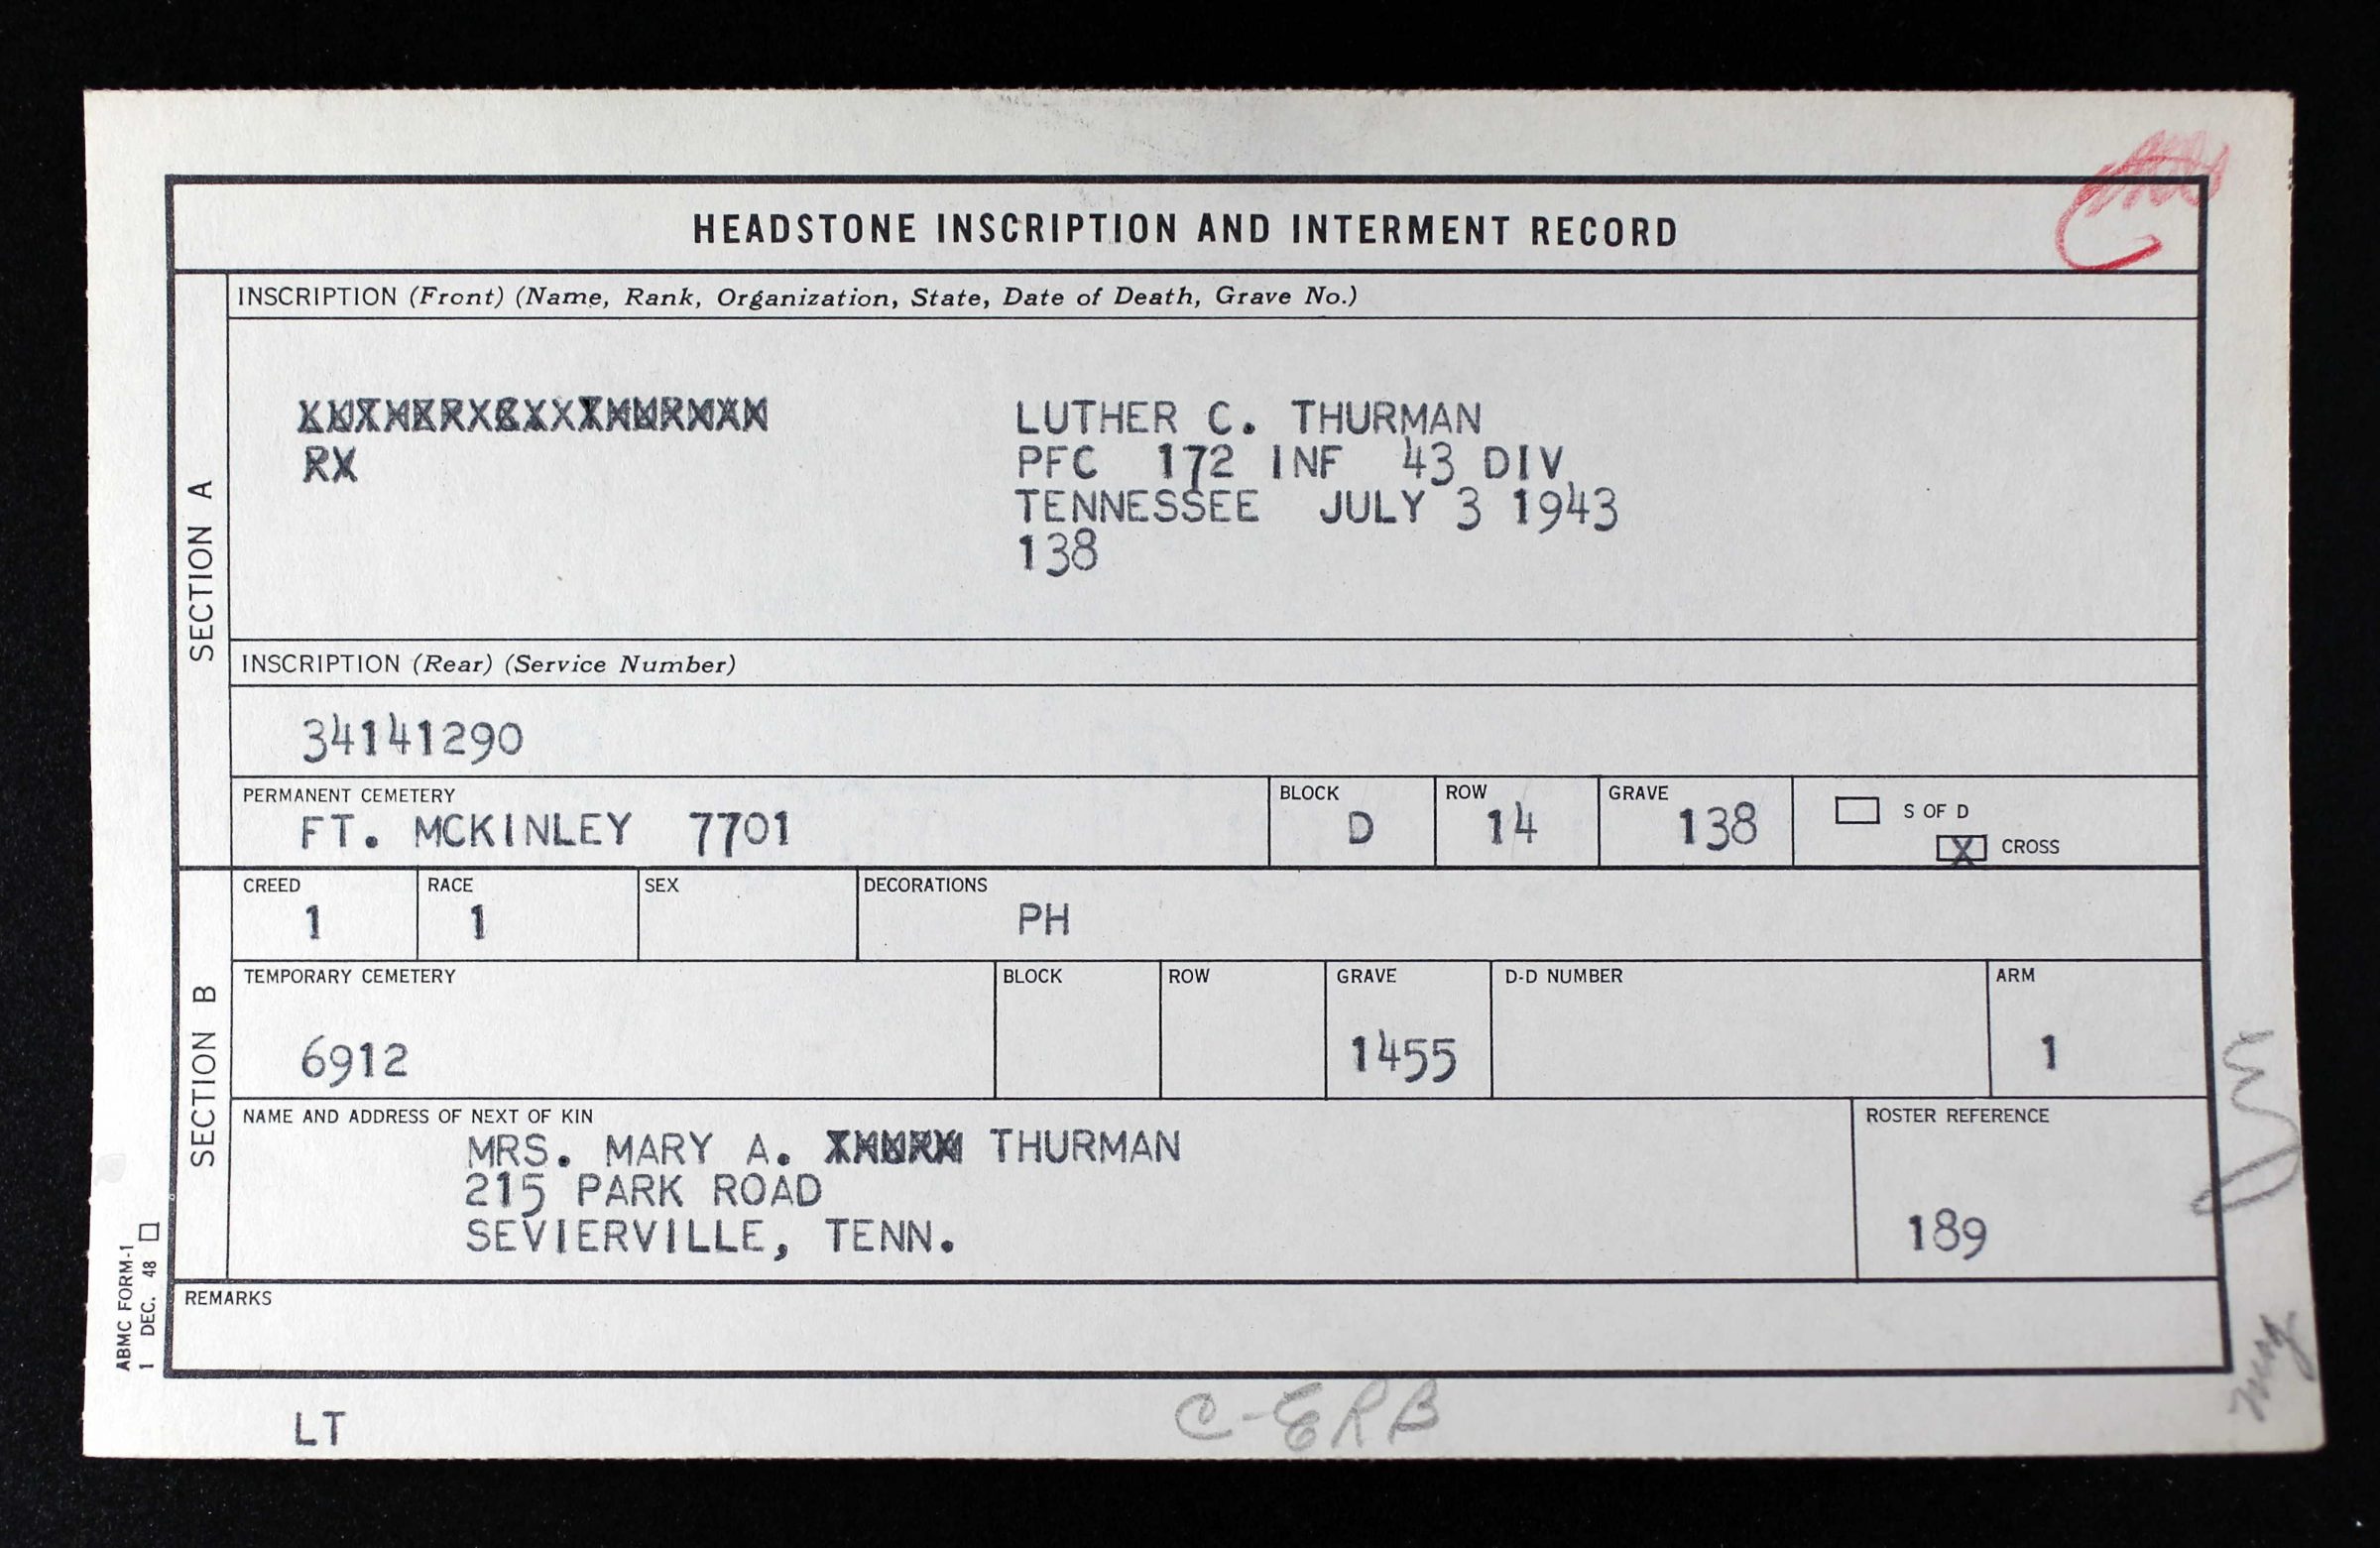 HEADSTONE INSCRIPTION AND INTERMENT RECORD
SECTION A
INSCRIPTION (Front) (Name, Rank, Organization, State, Date of Death, Grave No.)
LUTHER C. THURMAN
RX
PFC 172 INF 43 DIV
TENNESSEE JULY 3 1943
138
INSCRIPTION (Rear) (Service Number)
34141290
PERMANENT CEMETERY BLOCK ROW GRAVE S OF D
FT. MCKINLEY 7701 D 14 138 X CROSS
SECTION B
CREED RACE SEX DECORATIONS
1 1 PH
TEMPORARY CEMETERY BLOCK ROW GRAVE D-D NUMBER ARM
6912 1455 1
NAME AND ADDRESS OF NEXT OF KIN ROSTER REFERENCE
MRS. MARY A. THURMAN
215 PARK ROAD
SEVIERVILLE, TENN. 189
REMARKS
ABMC FORM-1
1 DEC. 48
LT C-ERB